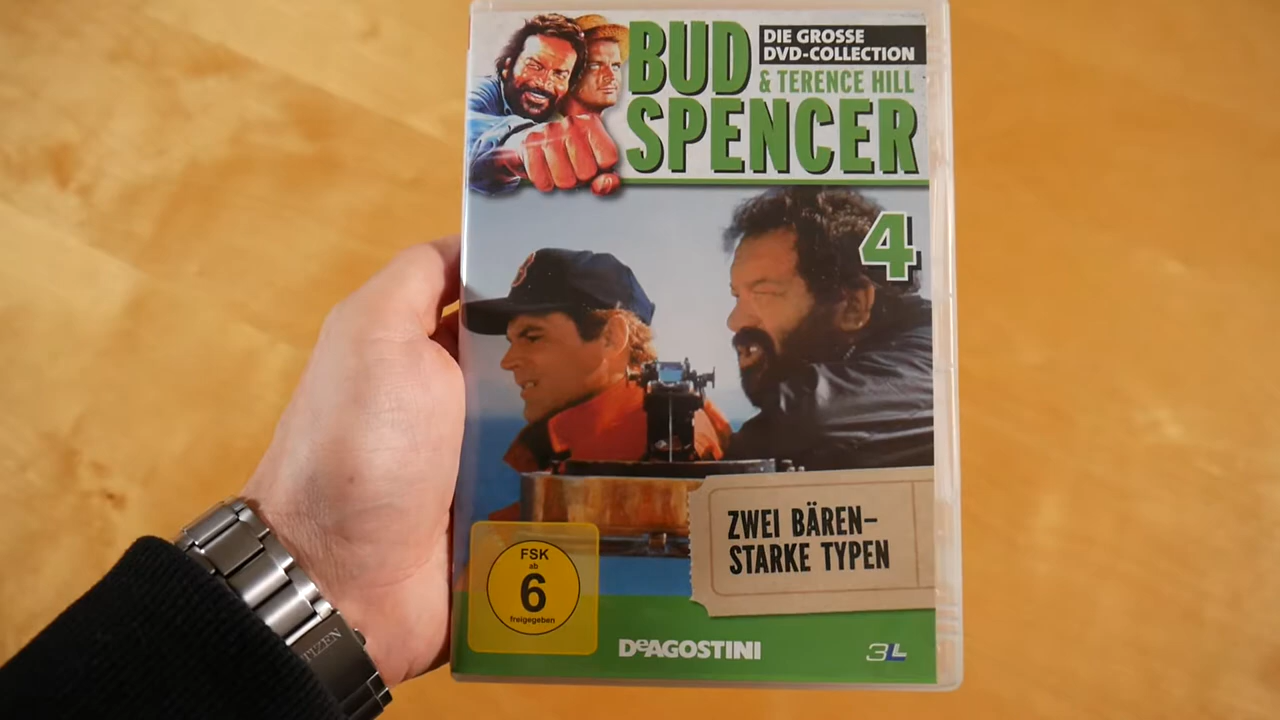 BUD
DIE GROSSE
DVD-COLLECTION
& TERENCE HILL
SPENCER
4
B
ZWEI BÄREN-
STARKE TYPEN
FSK
ab
6
freigegeben
DeAGOSTINI
3L
TIZEN